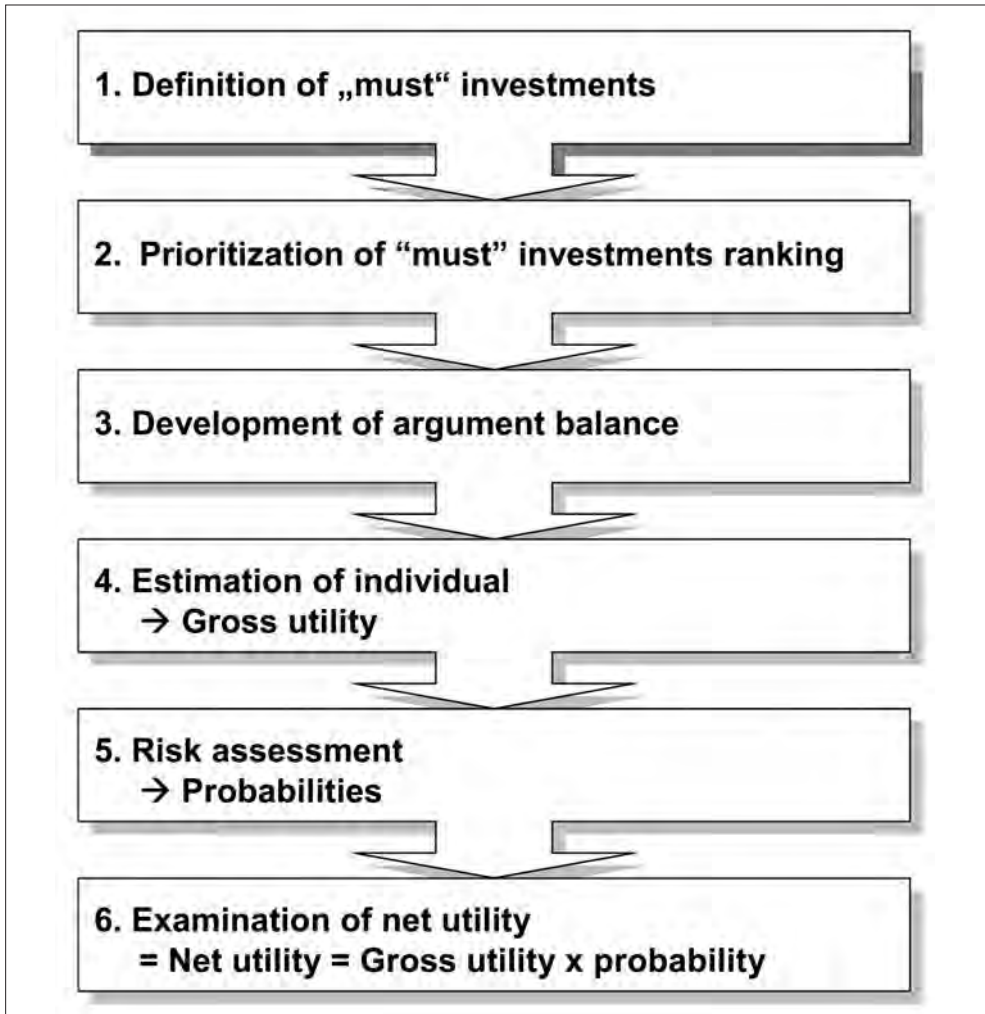 1. Definition of „must“ investments
2. Prioritization of “must” investments ranking
3. Development of argument balance
4. Estimation of individual
→ Gross utility
5. Risk assessment
→ Probabilities
6. Examination of net utility
= Net utility = Gross utility x probability